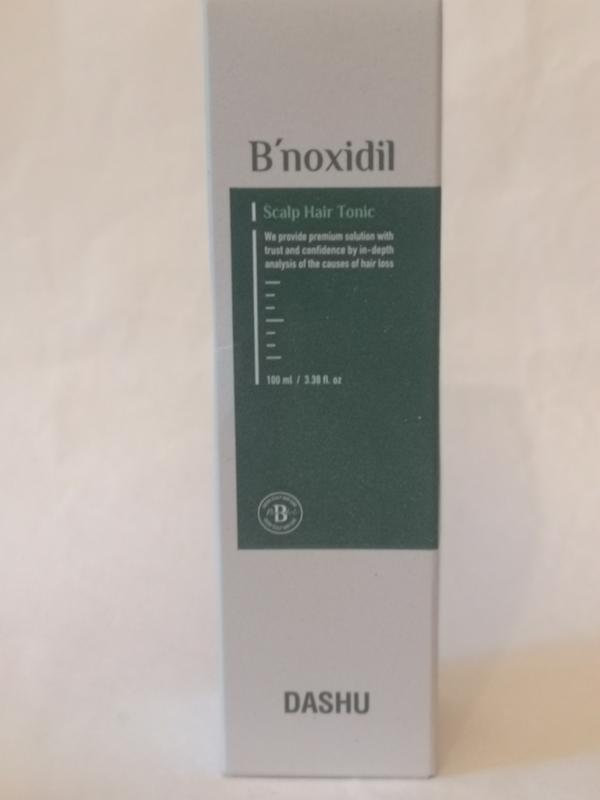 B'noxidil
Scalp Hair Tonic
We provide premium solution with
trust and confidence by in-depth
analysis of the causes of hair loss
100 ml / 3.38 fl. oz
B
DASHU